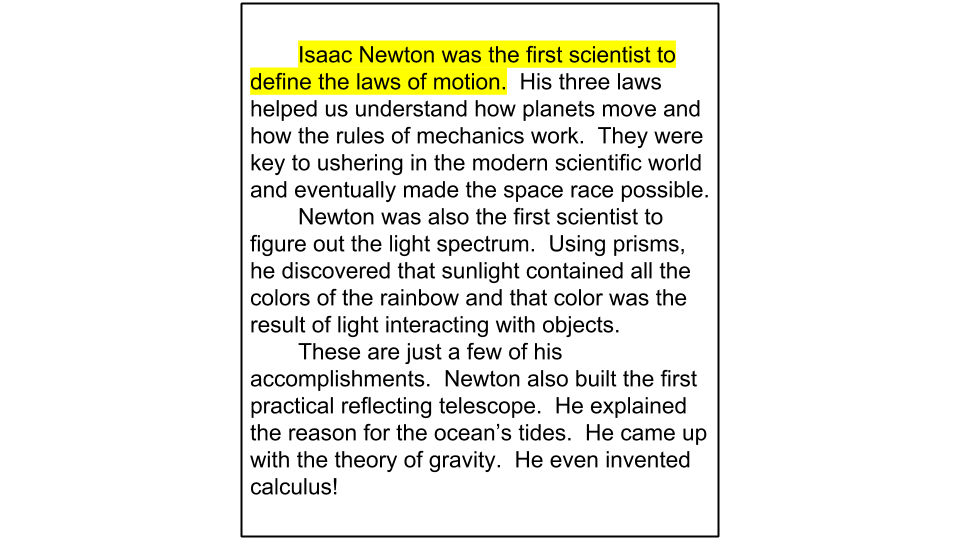 Isaac Newton was the first scientist to
define the laws of motion.  His three laws
helped us understand how planets move and
how the rules of mechanics work.  They were
key to ushering in the modern scientific world
and eventually made the space race possible.
Newton was also the first scientist to
figure out the light spectrum.  Using prisms,
he discovered that sunlight contained all the
colors of the rainbow and that color was the
result of light interacting with objects.
These are just a few of his
accomplishments.  Newton also built the first
practical reflecting telescope.  He explained
the reason for the ocean’s tides.  He came up
with the theory of gravity.  He even invented
calculus!